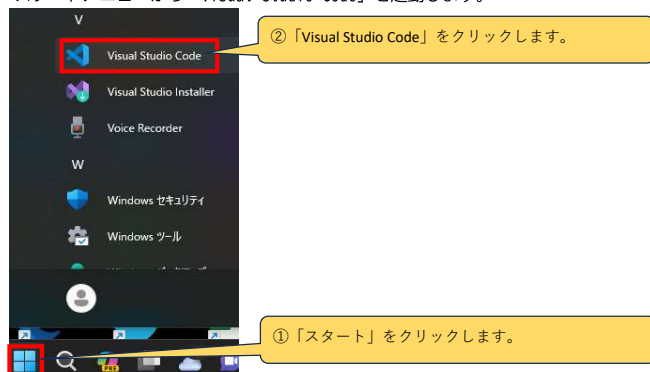 V
②「Visual Studio Code」をクリックします。
Visual Studio Code
Visual Studio Installer
Voice Recorder
W
Windows セキュリティ
Windows ツール
①「スタート」をクリックします。
PRE